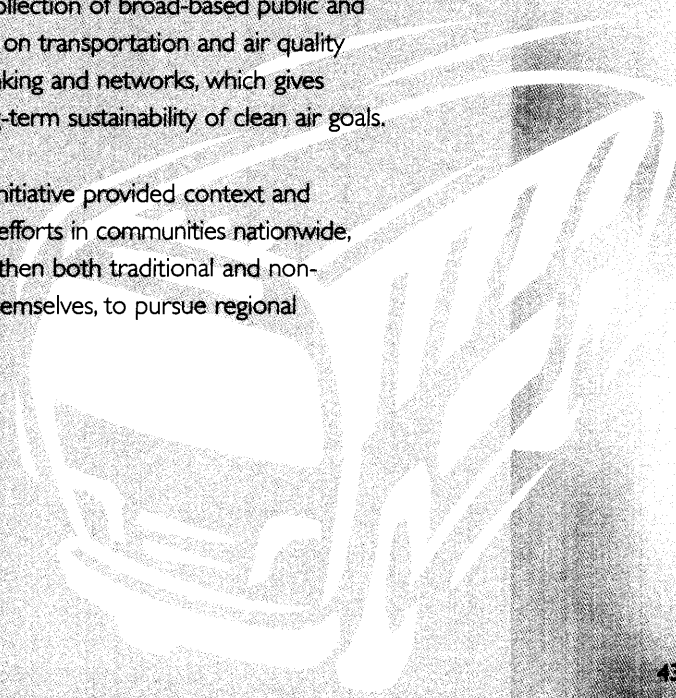 ollection of broad-based public and
on transportation and air quality
king and networks, which gives
-term sustainability of clean air goals.
nitiative provided context and
efforts in communities nationwide,
then both traditional and non-
emselves, to pursue regional
43